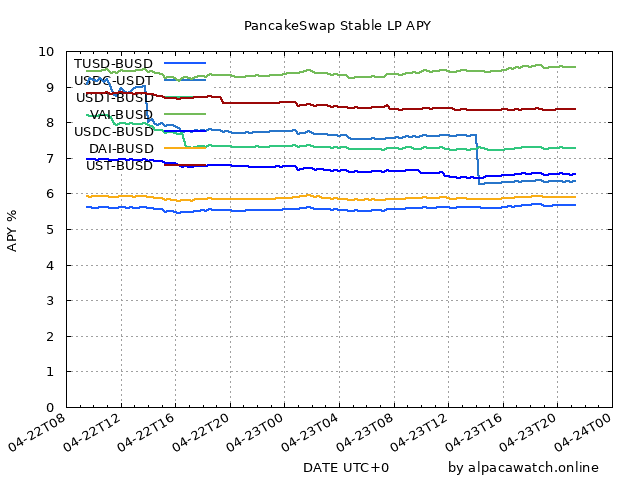 PancakeSwap Stable LP APY
10
9
8
7
6
5
4
3
2
1
0
APY %
TUSD-BUSD
USDC-USDT
USDT-BUSD
VAI-BUSD
USDC-BUSD
DAI-BUSD
UST-BUSD
04-22T08
04-22T12
04-22T16
04-22T20
04-23T00
04-23T04
04-23T08
04-23T12
04-23T16
04-23T20
04-24T00
DATE UTC+0
by alpacawatch.online